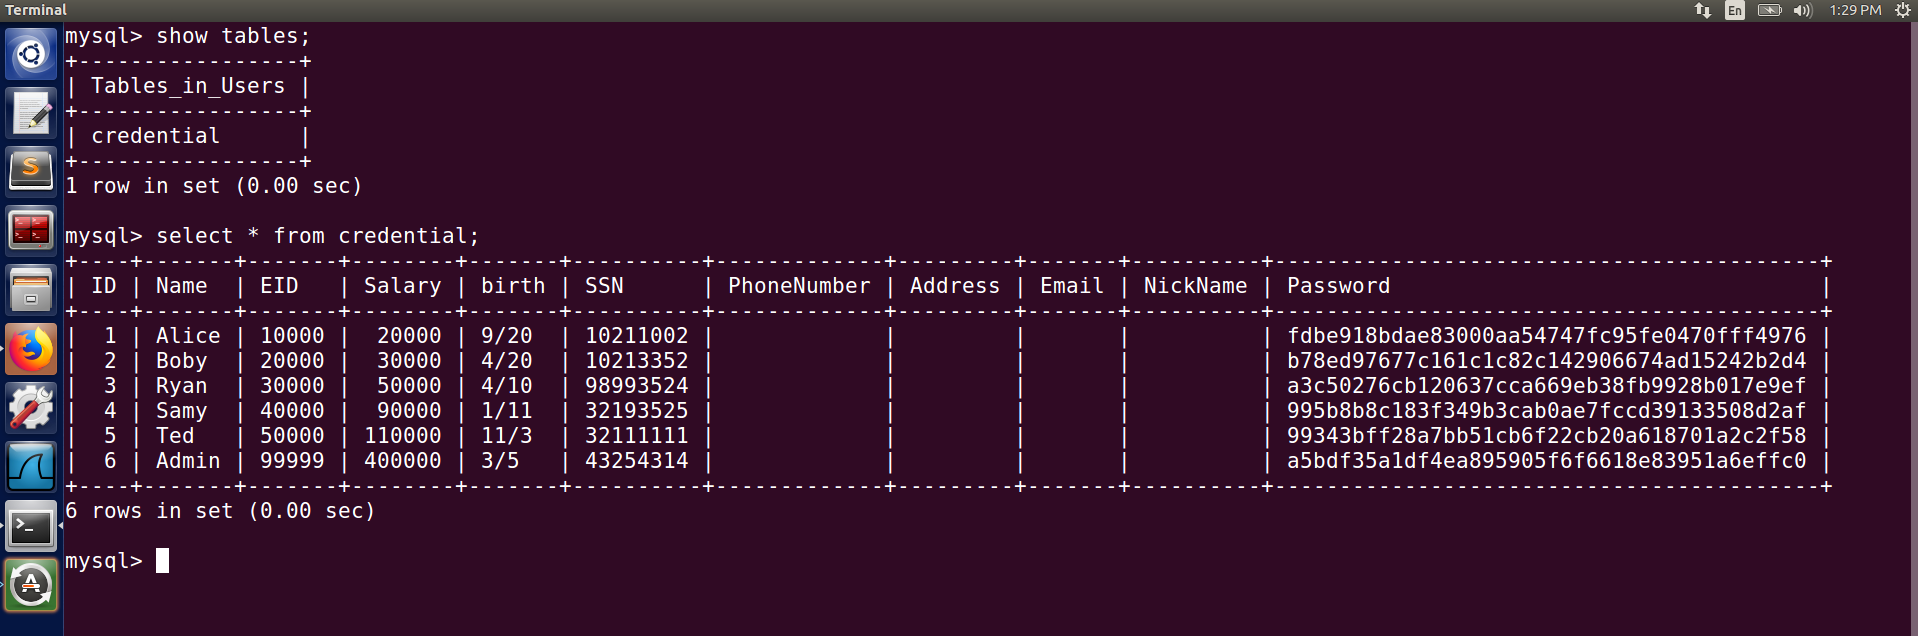 Terminal
En
1:29 PM
mysql> show tables;
+-----------------+
| Tables_in_Users |
+-----------------+
| credential      |
+-----------------+
1 row in set (0.00 sec)
mysql> select * from credential;
+----+-------+-------+--------+-------+----------+-------------+---------+-------+----------+------------------------------------------+
| ID | Name  | EID   | Salary | birth | SSN      | PhoneNumber | Address | Email | NickName | Password                                 |
+----+-------+-------+--------+-------+----------+-------------+---------+-------+----------+------------------------------------------+
|  1 | Alice | 10000 |  20000 | 9/20  | 10211002 |             |         |       |          | fdbe918bdae83000aa54747fc95fe0470fff4976 |
|  2 | Boby  | 20000 |  30000 | 4/20  | 10213352 |             |         |       |          | b78ed97677c161c1c82c142906674ad15242b2d4 |
|  3 | Ryan  | 30000 |  50000 | 4/10  | 98993524 |             |         |       |          | a3c50276cb120637cca669eb38fb9928b017e9ef |
|  4 | Samy  | 40000 |  90000 | 1/11  | 32193525 |             |         |       |          | 995b8b8c183f349b3cab0ae7fccd39133508d2af |
|  5 | Ted   | 50000 | 110000 | 11/3  | 32111111 |             |         |       |          | 99343bff28a7bb51cb6f22cb20a618701a2c2f58 |
|  6 | Admin | 99999 | 400000 | 3/5   | 43254314 |             |         |       |          | a5bdf35a1df4ea895905f6f6618e83951a6effc0 |
+----+-------+-------+--------+-------+----------+-------------+---------+-------+----------+------------------------------------------+
6 rows in set (0.00 sec)
mysql>